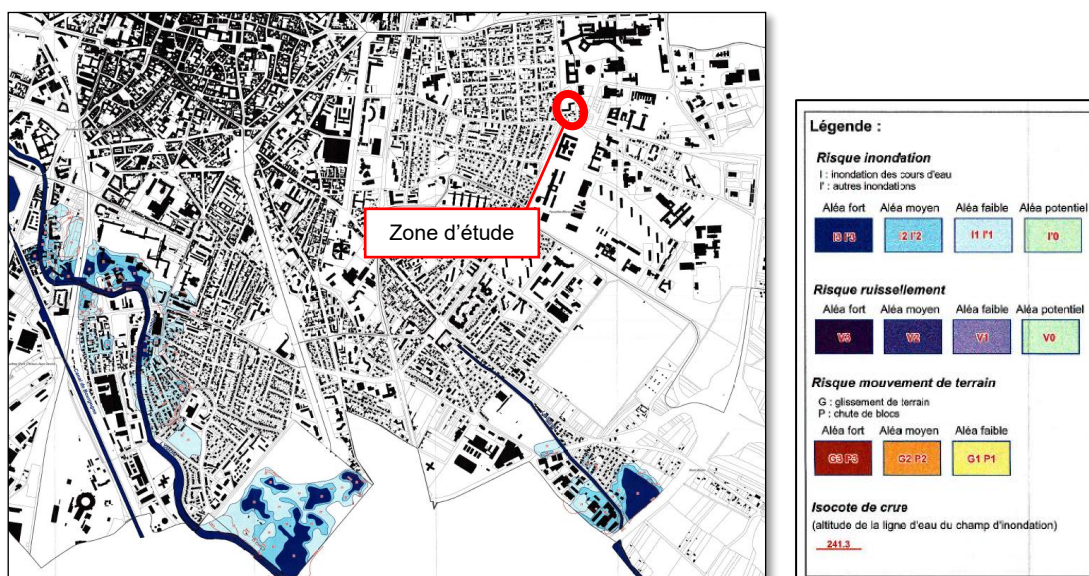 Zone d'étude
Légende :
Risque inondation
I : inondation des cours d'eau
I' : autres inondations
Aléa fort Aléa moyen Aléa faible Aléa potentiel
I3 I'3 I2 I'2 I1 I'1 I'0
Risque ruissellement
Aléa fort Aléa moyen Aléa faible Aléa potentiel
V3 V2 V1 V0
Risque mouvement de terrain
G : glissement de terrain
P : chute de blocs
Aléa fort Aléa moyen Aléa faible
G3 P3 G2 P2 G1 P1
Isocote de crue
(altitude de la ligne d'eau du champ d'inondation)
241.3